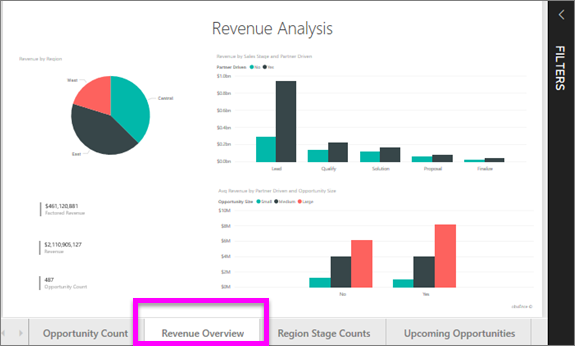 Revenue Analysis
FILTERS
Revenue by Region
West
Central
East
Revenue by Sales Stage and Partner Driven
Partner Driven No Yes
$1.0bn
$0.8bn
$0.6bn
$0.4bn
$0.2bn
$0.0bn
Lead
Qualify
Solution
Proposal
Finalize
$461,120,881
Factored Revenue
$2,110,905,127
Revenue
487
Opportunity Count
Avg Revenue by Partner Driven and Opportunity Size
Opportunity Size Small Medium Large
$10M
$8M
$6M
$4M
$2M
$0M
No
Yes
obvience ©
Opportunity Count
Revenue Overview
Region Stage Counts
Upcoming Opportunities